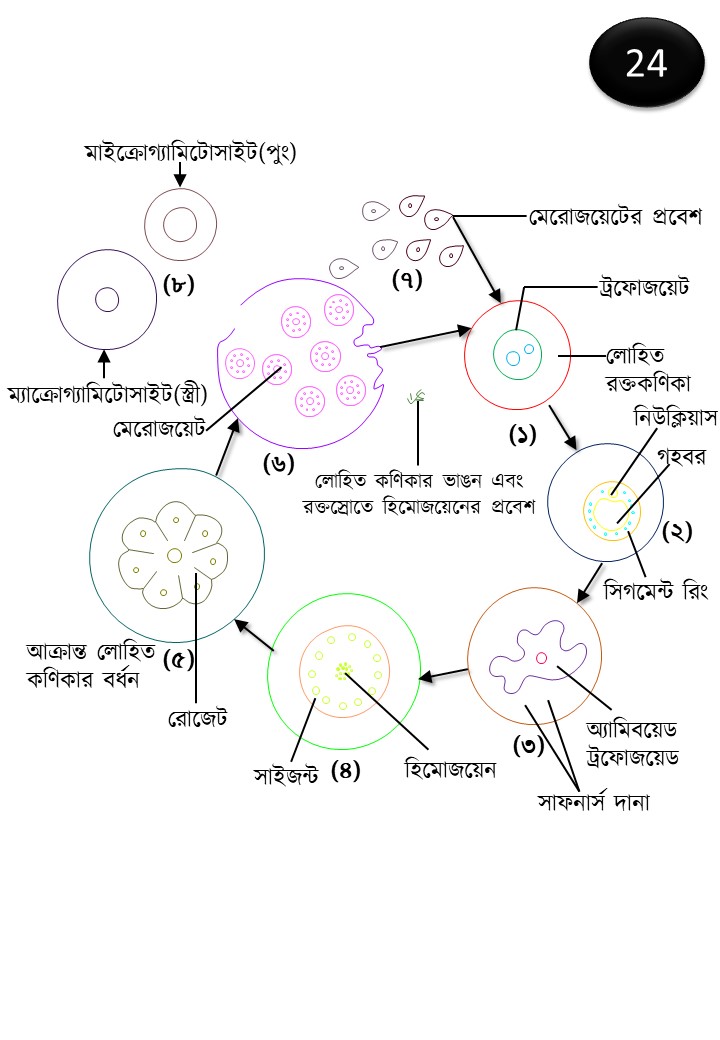 24
মাইক্রোগ্যামিটোসাইট(পুং)
মেরোজয়েটের প্রবেশ
(৮)
(৭)
ট্রফোজয়েট
লোহিত
রক্তকণিকা
ম্যাক্রোগ্যামিটোসাইট(স্ত্রী)
মেরোজয়েট
নিউক্লিয়াস
(১)
গহবর
(৬)
লোহিত কণিকার ভাঙন এবং
রক্তস্রোতে হিমোজয়েনের প্রবেশ
(২)
সিগমেন্ট রিং
আক্রান্ত লোহিত
কণিকার বর্ধন
(৫)
রোজেট
অ্যামিবয়েড
ট্রফোজয়েড
(৩)
সাইজন্ট
(৪)
হিমোজয়েন
সাফনার্স দানা